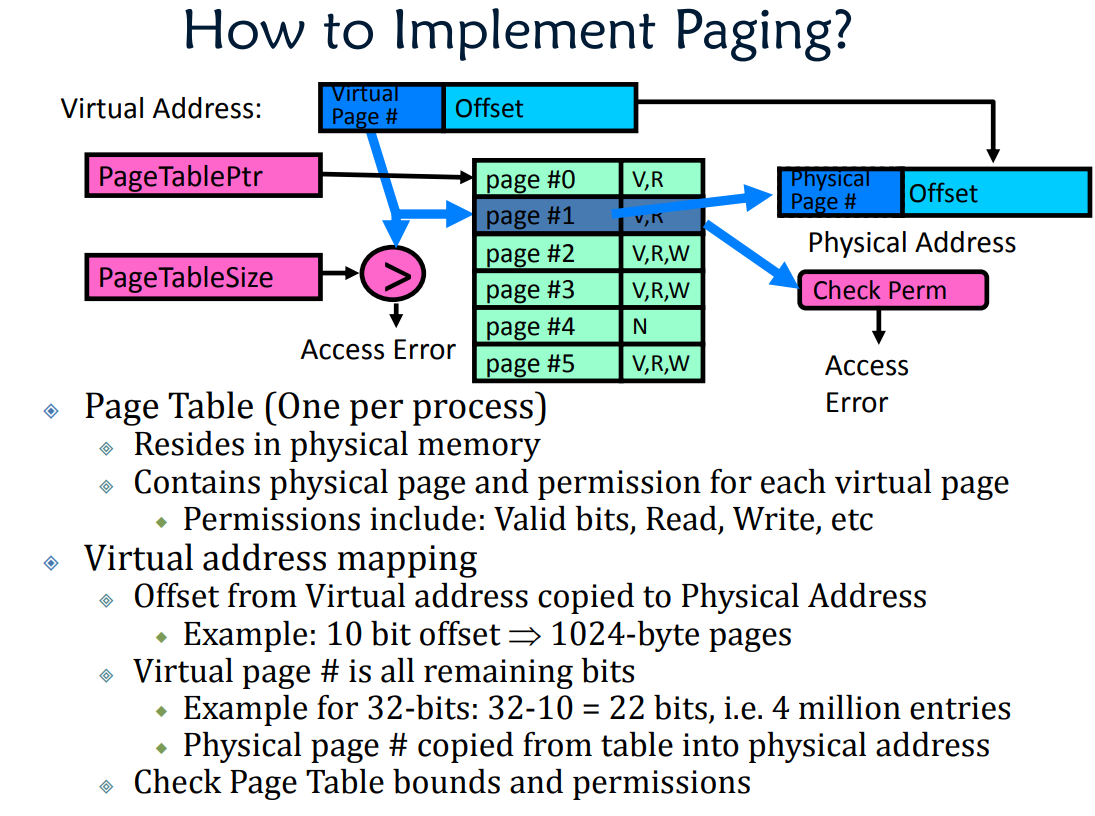 How to Implement Paging?
Virtual Address:
Virtual
Page #
Offset
PageTablePtr
page #0 V,R
Physical
Page #
Offset
page #1 V,R
Physical Address
page #2 V,R,W
PageTableSize
>
page #3 V,R,W
Check Perm
page #4 N
Access Error
page #5 V,R,W
Access
Error
Page Table (One per process)
Resides in physical memory
Contains physical page and permission for each virtual page
Permissions include: Valid bits, Read, Write, etc
Virtual address mapping
Offset from Virtual address copied to Physical Address
Example: 10 bit offset ⇒ 1024-byte pages
Virtual page # is all remaining bits
Example for 32-bits: 32-10 = 22 bits, i.e. 4 million entries
Physical page # copied from table into physical address
Check Page Table bounds and permissions